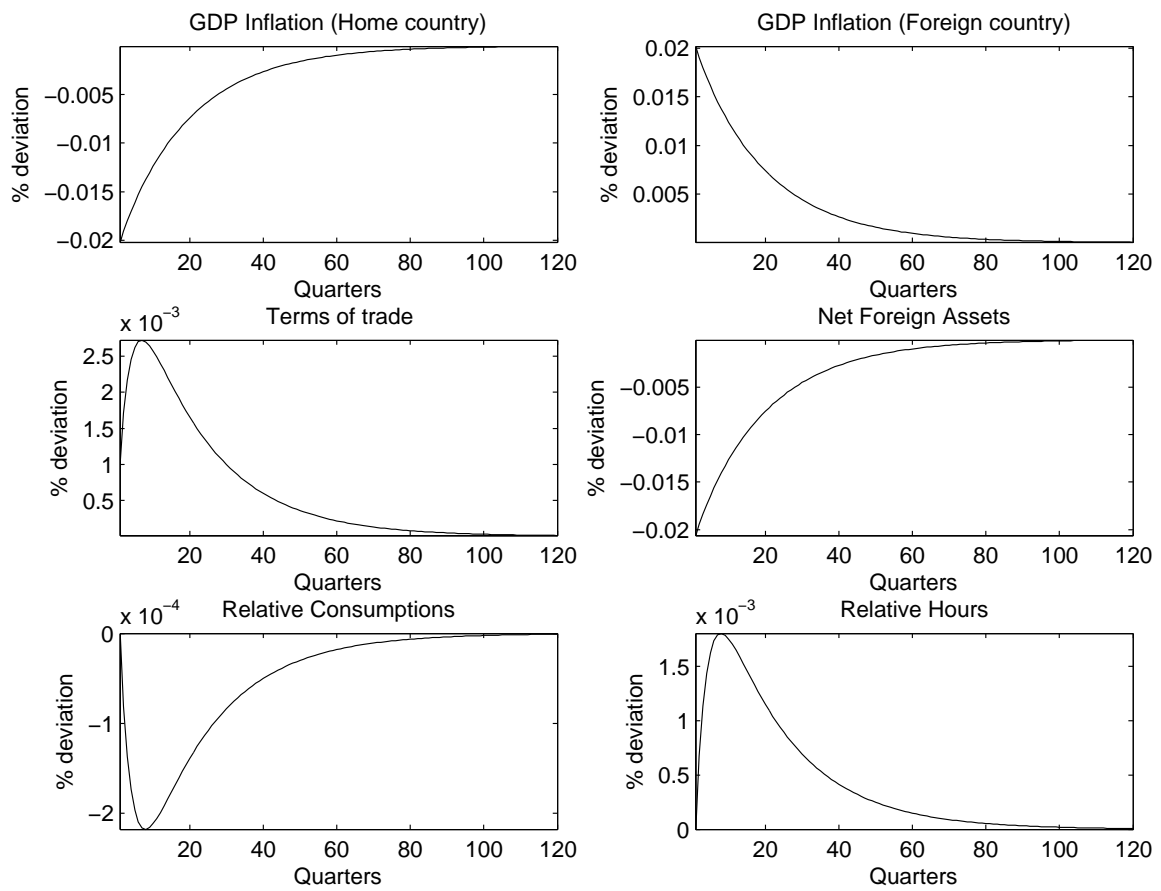 GDP Inflation (Home country)
% deviation
−0.005
−0.01
−0.015
−0.02
20 40 60 80 100 120
Quarters
GDP Inflation (Foreign country)
% deviation
0.02
0.015
0.01
0.005
20 40 60 80 100 120
Quarters
x 10−3
Terms of trade
% deviation
2.5
2
1.5
1
0.5
20 40 60 80 100 120
Quarters
Net Foreign Assets
% deviation
−0.005
−0.01
−0.015
−0.02
20 40 60 80 100 120
Quarters
x 10−4
Relative Consumptions
% deviation
0
−1
−2
20 40 60 80 100 120
Quarters
x 10−3
Relative Hours
% deviation
1.5
1
0.5
0
20 40 60 80 100 120
Quarters